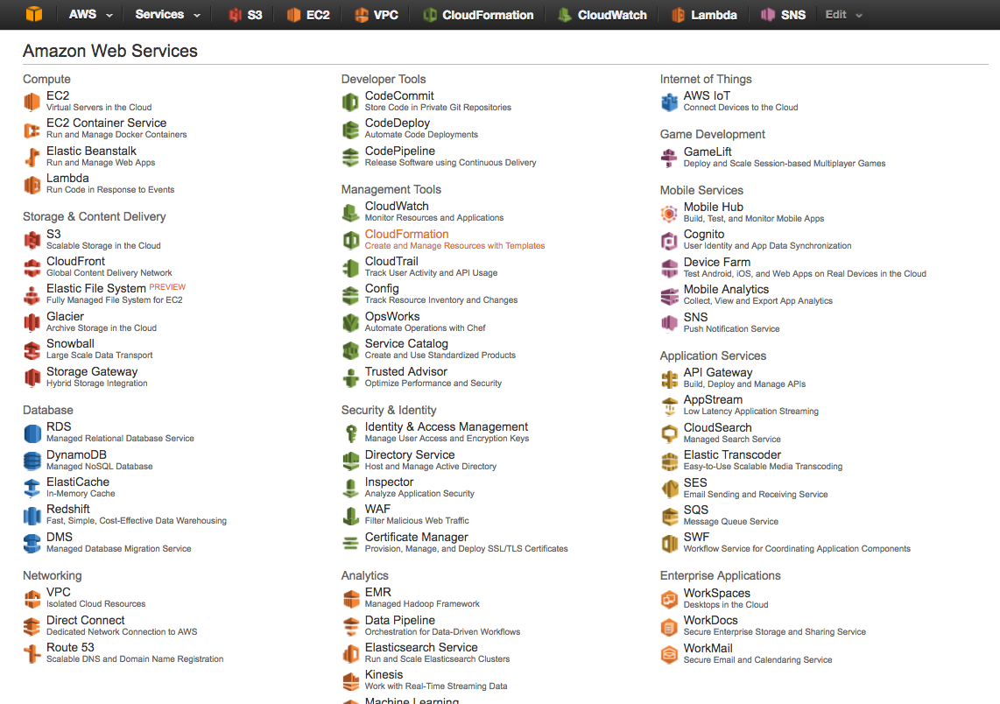 AWS Services S3 EC2 VPC CloudFormation CloudWatch Lambda SNS Edit
Amazon Web Services
Compute
EC2
Virtual Servers in the Cloud
EC2 Container Service
Run and Manage Docker Containers
Elastic Beanstalk
Run and Manage Web Apps
Lambda
Run Code in Response to Events
Storage & Content Delivery
S3
Scalable Storage in the Cloud
CloudFront
Global Content Delivery Network
Elastic File System PREVIEW
Fully Managed File System for EC2
Glacier
Archive Storage in the Cloud
Snowball
Large Scale Data Transport
Storage Gateway
Hybrid Storage Integration
Database
RDS
Managed Relational Database Service
DynamoDB
Managed NoSQL Database
ElastiCache
In-Memory Cache
Redshift
Fast, Simple, Cost-Effective Data Warehousing
DMS
Managed Database Migration Service
Networking
VPC
Isolated Cloud Resources
Direct Connect
Dedicated Network Connection to AWS
Route 53
Scalable DNS and Domain Name Registration
Developer Tools
CodeCommit
Store Code in Private Git Repositories
CodeDeploy
Automate Code Deployments
CodePipeline
Release Software using Continuous Delivery
Management Tools
CloudWatch
Monitor Resources and Applications
CloudFormation
Create and Manage Resources with Templates
CloudTrail
Track User Activity and API Usage
Config
Track Resource Inventory and Changes
OpsWorks
Automate Operations with Chef
Service Catalog
Create and Use Standardized Products
Trusted Advisor
Optimize Performance and Security
Security & Identity
Identity & Access Management
Manage User Access and Encryption Keys
Directory Service
Host and Manage Active Directory
Inspector
Analyze Application Security
WAF
Filter Malicious Web Traffic
Certificate Manager
Provision, Manage, and Deploy SSL/TLS Certificates
Analytics
EMR
Managed Hadoop Framework
Data Pipeline
Orchestration for Data-Driven Workflows
Elasticsearch Service
Run and Scale Elasticsearch Clusters
Kinesis
Work with Real-Time Streaming Data
Machine Learning
Internet of Things
AWS IoT
Connect Devices to the Cloud
Game Development
GameLift
Deploy and Scale Session-based Multiplayer Games
Mobile Services
Mobile Hub
Build, Test, and Monitor Mobile Apps
Cognito
User Identity and App Data Synchronization
Device Farm
Test Android, iOS, and Web Apps on Real Devices in the Cloud
Mobile Analytics
Collect, View and Export App Analytics
SNS
Push Notification Service
Application Services
API Gateway
Build, Deploy and Manage APIs
AppStream
Low Latency Application Streaming
CloudSearch
Managed Search Service
Elastic Transcoder
Easy-to-Use Scalable Media Transcoding
SES
Email Sending and Receiving Service
SQS
Message Queue Service
SWF
Workflow Service for Coordinating Application Components
Enterprise Applications
WorkSpaces
Desktops in the Cloud
WorkDocs
Secure Enterprise Storage and Sharing Service
WorkMail
Secure Email and Calendaring Service